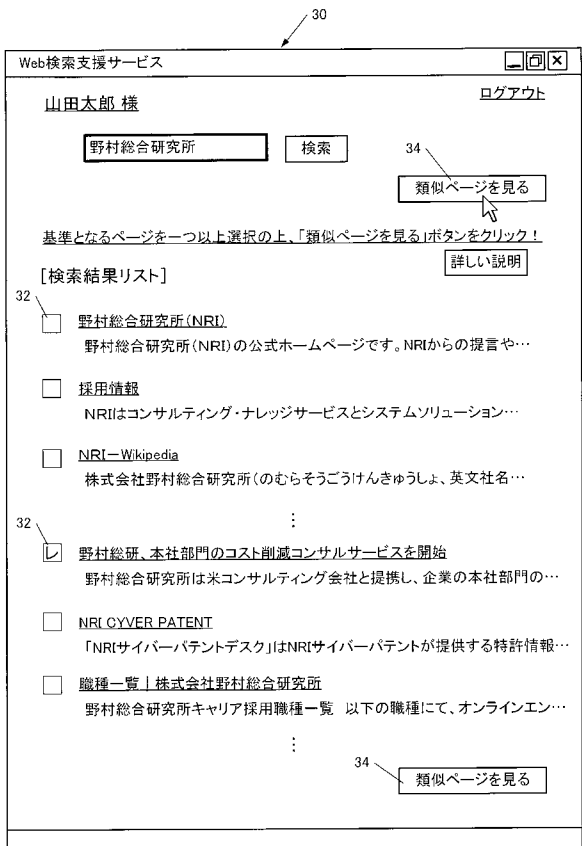 30
Web検索支援サービス
山田太郎 様
ログアウト
野村総合研究所 検索
34
類似ページを見る
基準となるページを一つ以上選択の上、「類似ページを見る」ボタンをクリック！
詳しい説明
[検索結果リスト]
32
野村総合研究所(NRI)
野村総合研究所(NRI)の公式ホームページです。NRIからの提言や…
採用情報
NRIはコンサルティング・ナレッジサービスとシステムソリューション…
NRI－Wikipedia
株式会社野村総合研究所(のむらそうごうけんきゅうしょ、英文社名…
⋮
32
レ 野村総研、本社部門のコスト削減コンサルサービスを開始
野村総合研究所は米コンサルティング会社と提携し、企業の本社部門の…
NRI CYVER PATENT
「NRIサイバーパテントデスク」はNRIサイバーパテントが提供する特許情報…
職種一覧｜株式会社野村総合研究所
野村総合研究所キャリア採用職種一覧 以下の職種にて、オンラインエン…
⋮
34
類似ページを見る